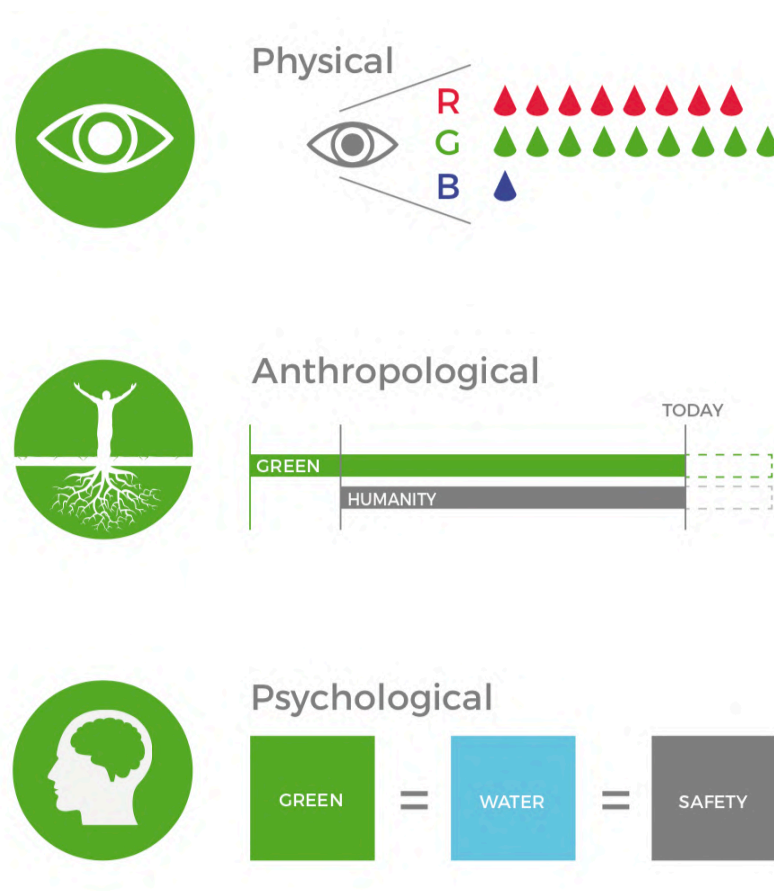 Physical
R
G
B
Anthropological
TODAY
GREEN
HUMANITY
Psychological
GREEN = WATER = SAFETY